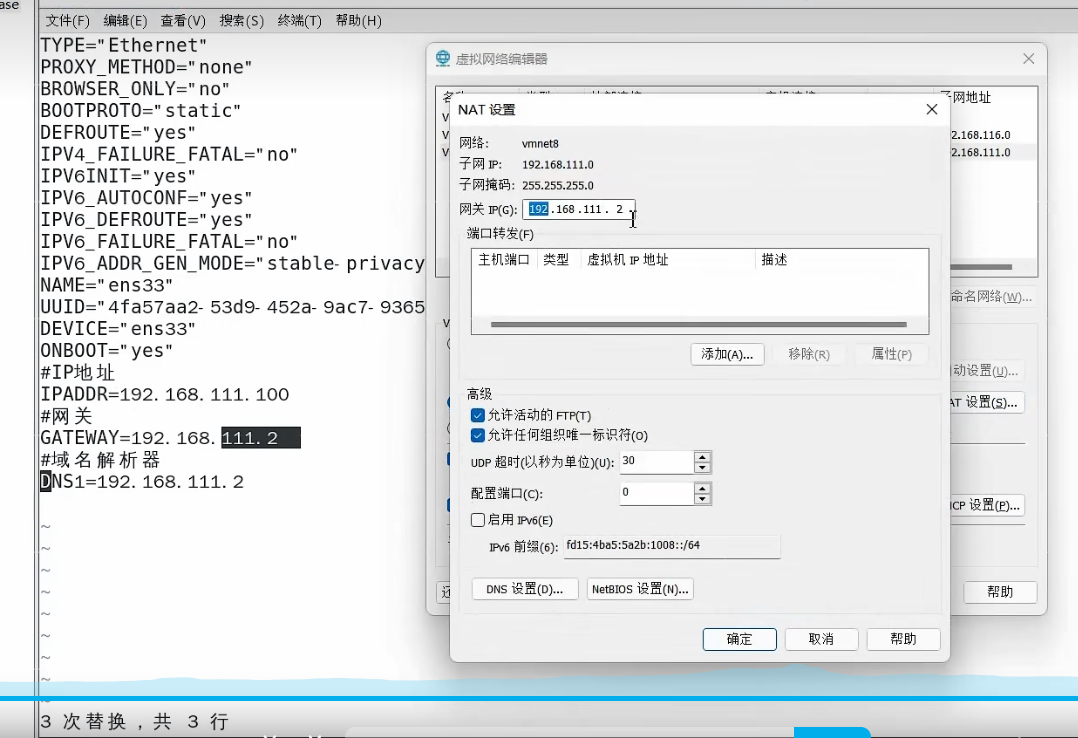 ase
文件(F) 编辑(E) 查看(V) 搜索(S) 终端(T) 帮助(H)
TYPE="Ethernet"
PROXY_METHOD="none"
BROWSER_ONLY="no"
BOOTPROTO="static"
DEFROUTE="yes"
IPV4_FAILURE_FATAL="no"
IPV6INIT="yes"
IPV6_AUTOCONF="yes"
IPV6_DEFROUTE="yes"
IPV6_FAILURE_FATAL="no"
IPV6_ADDR_GEN_MODE="stable-privacy
NAME="ens33"
UUID="4fa57aa2-53d9-452a-9ac7-9365
DEVICE="ens33"
ONBOOT="yes"
#IP地址
IPADDR=192.168.111.100
#网关
GATEWAY=192.168.111.2
#域名解析器
DNS1=192.168.111.2
~
~
~
~
~
~
~
~
3 次替换，共 3 行
虚拟网络编辑器
子网地址
2.168.116.0
2.168.111.0
命名网络(W)...
动设置(U)...
AT 设置(S)...
CP 设置(P)...
帮助
NAT 设置
网络: vmnet8
子网 IP: 192.168.111.0
子网掩码: 255.255.255.0
网关 IP(G): 192.168.111. 2 .
端口转发(F)
主机端口 类型 虚拟机 IP 地址 描述
添加(A)... 移除(R) 属性(P)
高级
允许活动的 FTP(T)
允许任何组织唯一标识符(O)
UDP 超时(以秒为单位)(U): 30
配置端口(C): 0
启用 IPv6(E)
IPv6 前缀(6): fd15:4ba5:5a2b:1008::/64
DNS 设置(D)... NetBIOS 设置(N)...
确定 取消 帮助